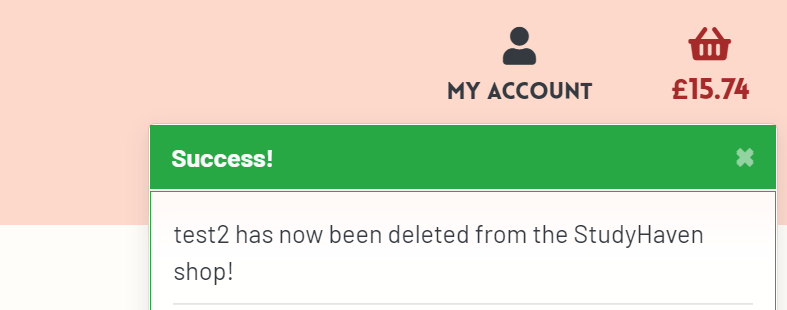 MY ACCOUNT
£15.74
Success!
test2 has now been deleted from the StudyHaven
shop!